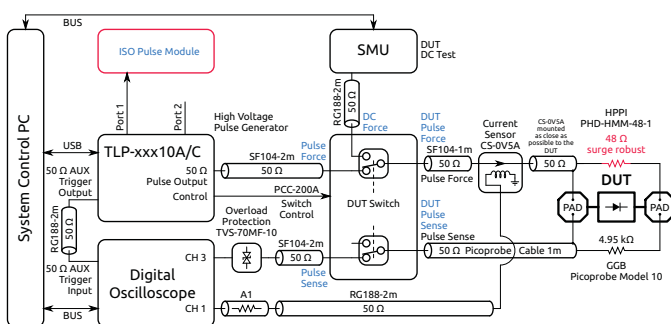 BUS
System Control PC
ISO Pulse Module
Port 1
Port 2
USB
TLP-xxx10A/C
50 Ω
Pulse Output
Control
50 Ω AUX
Trigger
Output
RG188-2m
50 Ω
50 Ω AUX
Trigger
Input
BUS
Digital
Oscilloscope
CH 3
CH 1
High Voltage
Pulse Generator
SF104-2m
50 Ω
Pulse
Force
PCC-200A
Switch
Control
Overload
Protection
TVS-70MF-10
SF104-2m
50 Ω
Pulse
Sense
A1
RG188-2m
50 Ω
SMU
DUT
DC Test
RG188-2m
50 Ω
DC
Force
DUT Switch
DUT
Pulse
Force
SF104-1m
50 Ω
Pulse Force
DUT
Pulse
Sense
Pulse Sense
50 Ω Picoprobe Cable 1m
Current
Sensor
CS-0V5A
CS-0V5A
mounted
as close as
possible to the
DUT
50 Ω
HPPI
PHD-HMM-48-1
48 Ω
surge robust
DUT
PAD
PAD
4.95 kΩ
GGB
Picoprobe Model 10